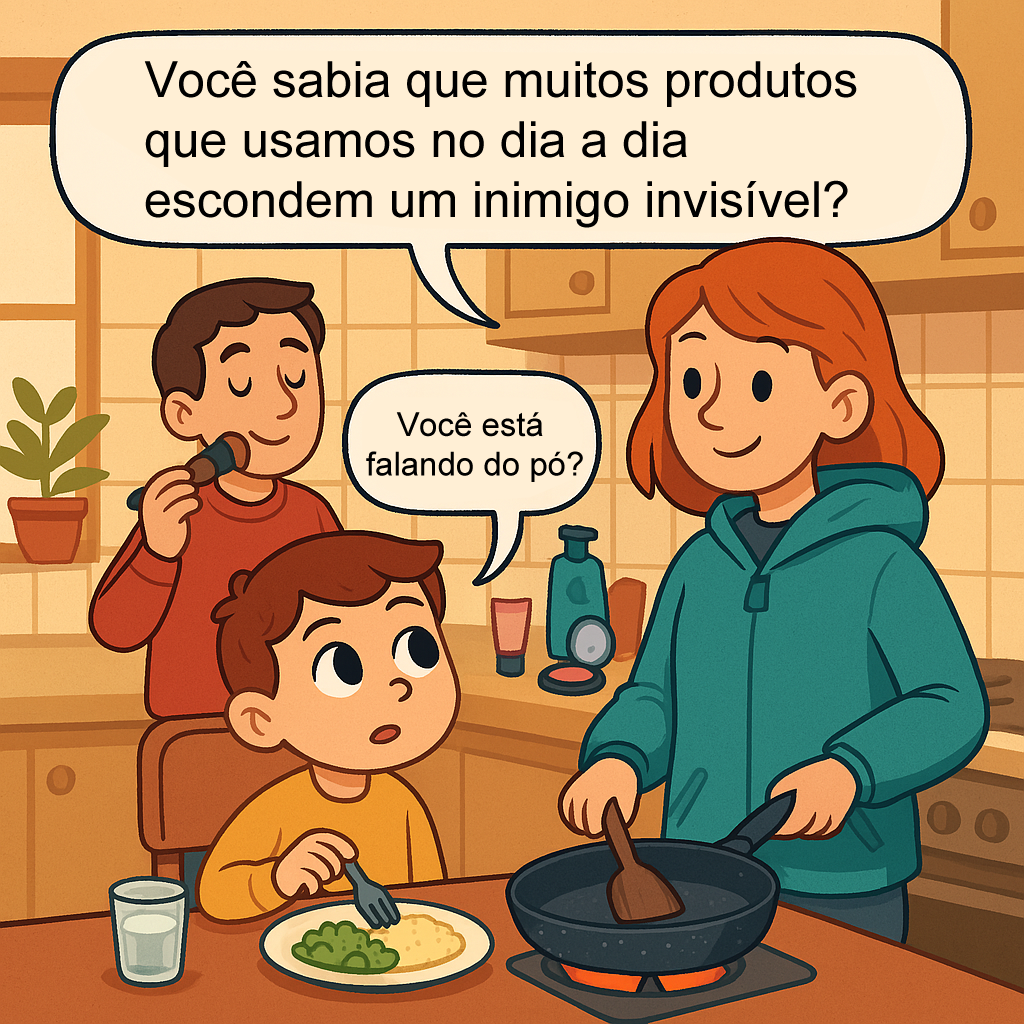 Você sabia que muitos produtos
que usamos no dia a dia
escondem um inimigo invisível?
Você está
falando do pó?